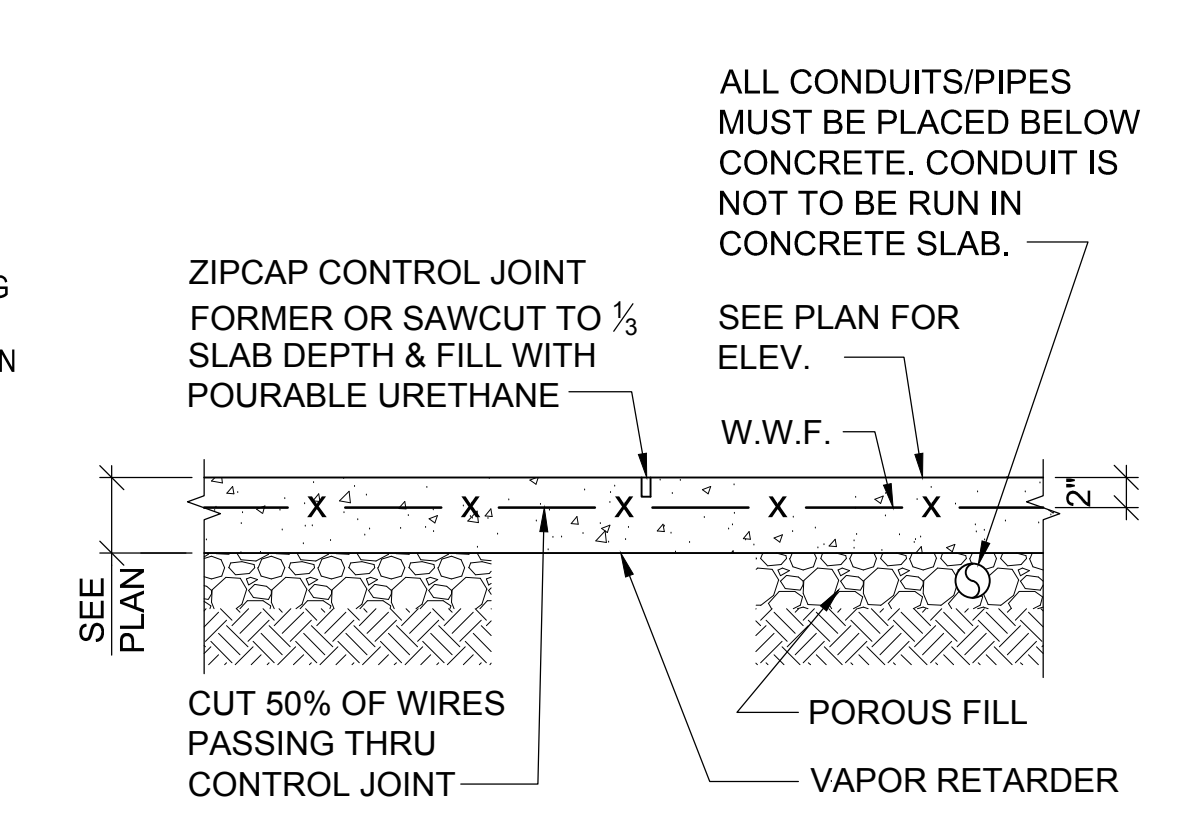 ALL CONDUITS/PIPES
MUST BE PLACED BELOW
CONCRETE. CONDUIT IS
NOT TO BE RUN IN
CONCRETE SLAB.
ZIPCAP CONTROL JOINT
FORMER OR SAWCUT TO ⅓
SLAB DEPTH & FILL WITH
POURABLE URETHANE
G
N
SEE PLAN FOR
ELEV.
W.W.F.
2"
X X X X X
SEE
PLAN
CUT 50% OF WIRES
PASSING THRU
CONTROL JOINT
POROUS FILL
VAPOR RETARDER